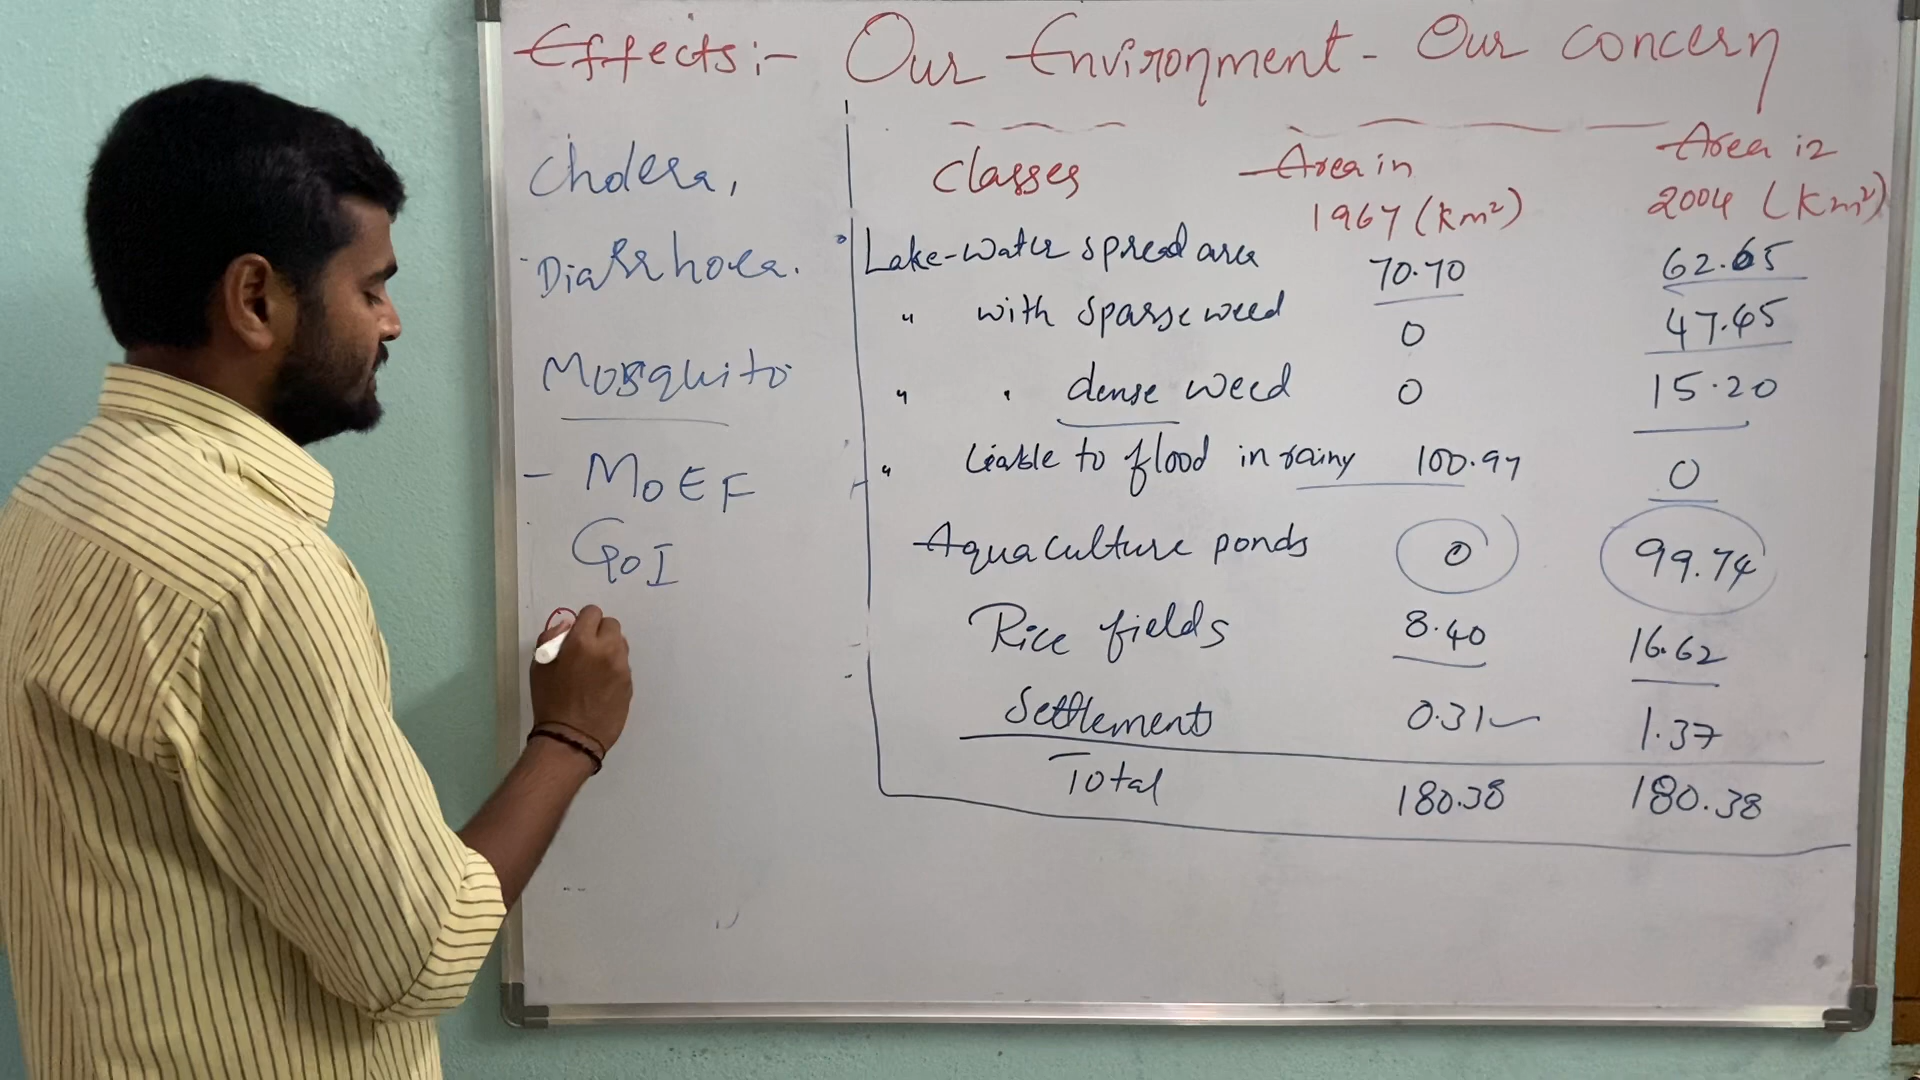 Effects:- Our Environment - Our concern
Cholera,
Diarrhoea.
Mosquito
- MoEF
GoI
Classes Area in 1967 (km²) Area in 2004 (km²)
Lake-water spread area 70.70 62.65
" with sparse weed 0 47.45
" " dense weed 0 15.20
" Liable to flood in rainy 100.97 0
Aquaculture ponds 0 99.74
Rice fields 8.40 16.62
Settlements 0.31 1.37
Total 180.38 180.38